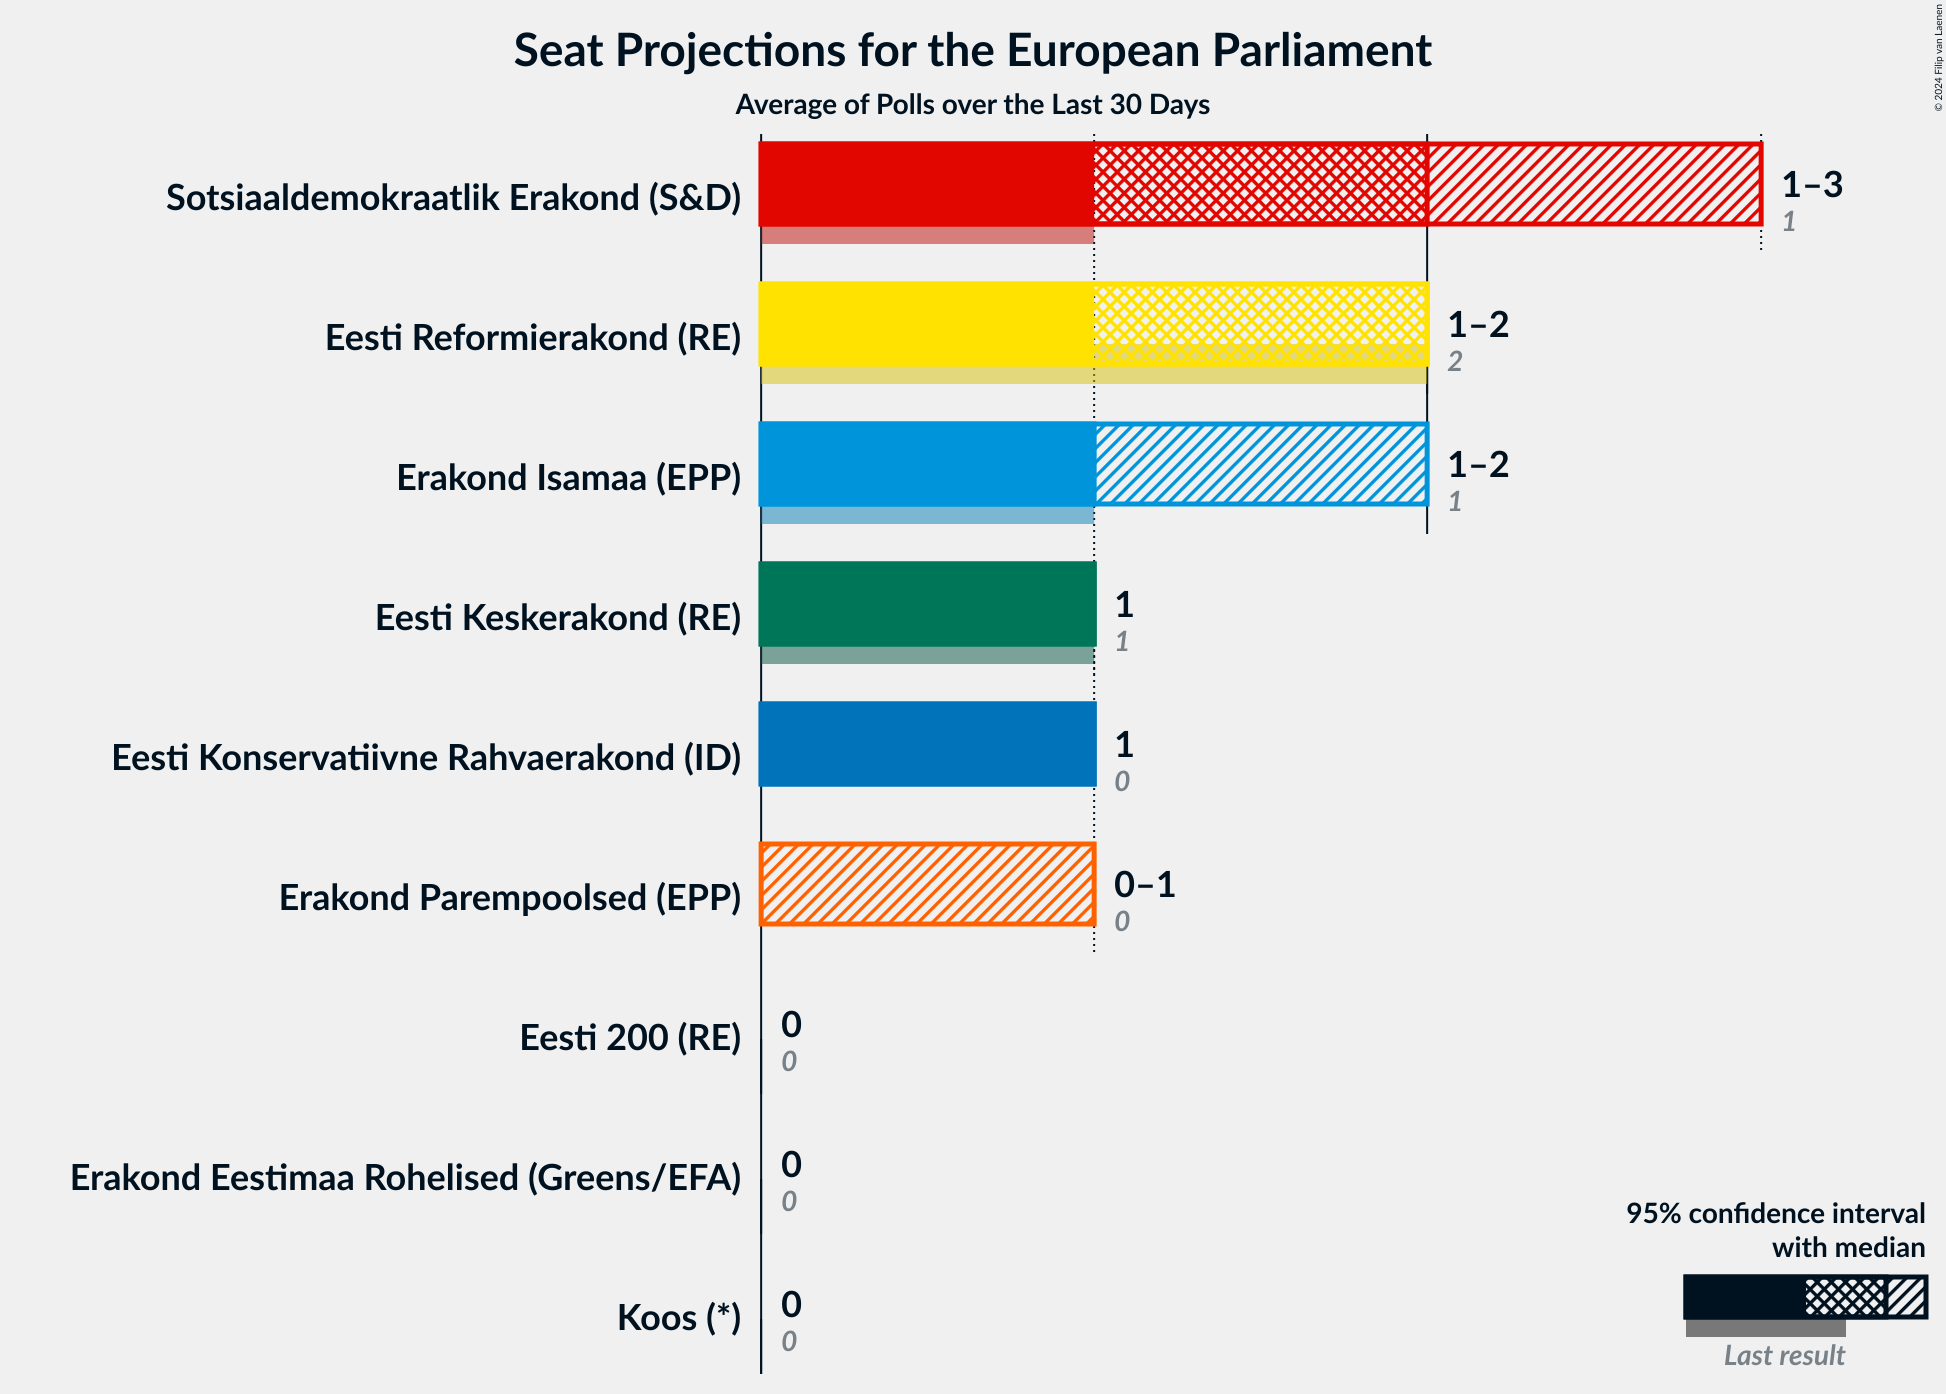 Seat Projections for the European Parliament
Average of Polls over the Last 30 Days
© 2024 Filip van Laenen
Sotsiaaldemokraatlik Erakond (S&D)
1–3
1
Eesti Reformierakond (RE)
1–2
2
Erakond Isamaa (EPP)
1–2
1
Eesti Keskerakond (RE)
1
1
Eesti Konservatiivne Rahvaerakond (ID)
1
0
Erakond Parempoolsed (EPP)
0–1
0
Eesti 200 (RE)
0
0
Erakond Eestimaa Rohelised (Greens/EFA)
0
0
Koos (*)
0
0
95% confidence interval
with median
Last result